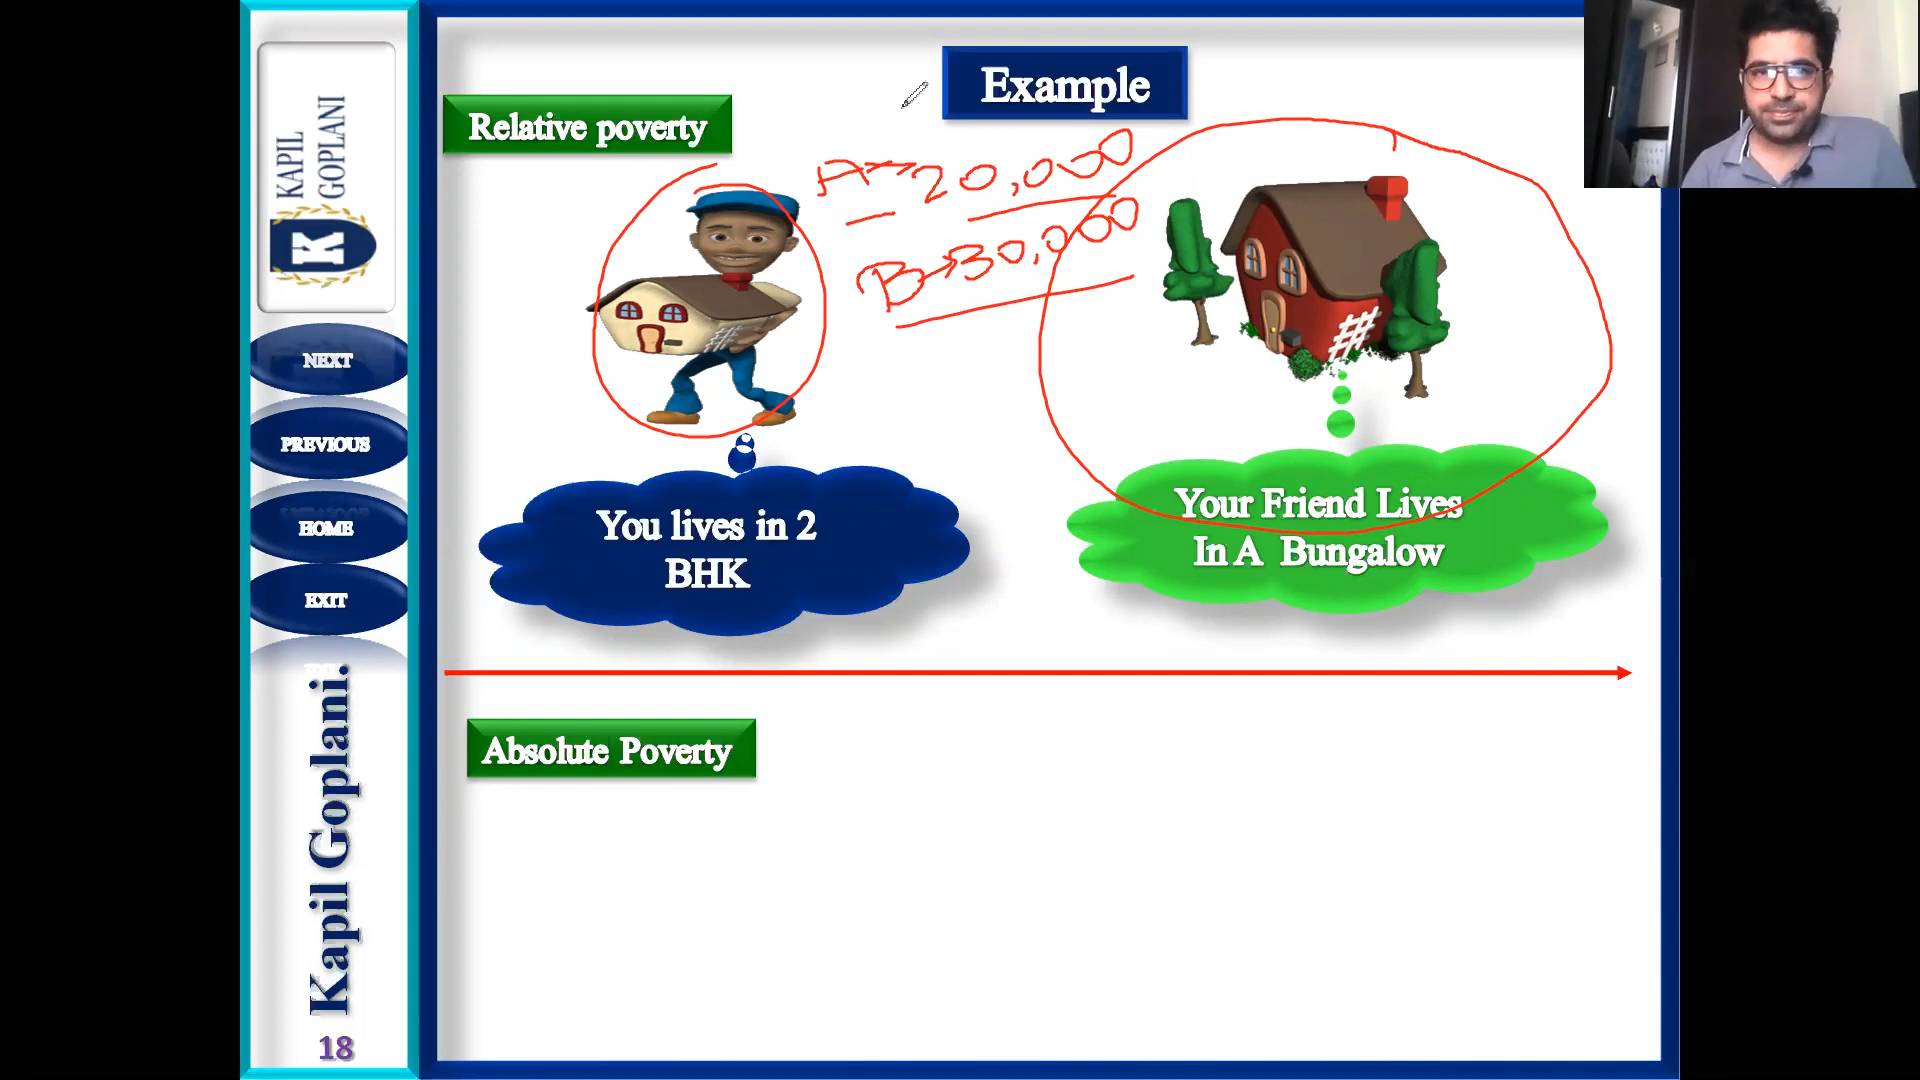 Example
Relative poverty
A→20,000
B→30,000
You lives in 2
BHK
Your Friend Lives
In A Bungalow
Absolute Poverty
KAPIL
GOPLANI
K
NEXT
PREVIOUS
HOME
EXIT
Kapil Goplani.
18